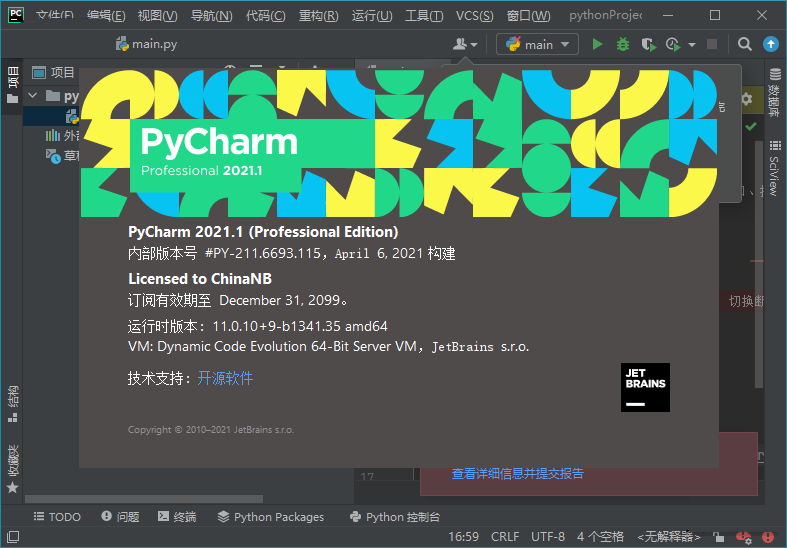 PC 文件(F) 编辑(E) 视图(V) 导航(N) 代码(C) 重构(R) 运行(U) 工具(T) VCS(S) 窗口(W) pythonProjec
main.py
main
项目
项目
py
外部
草稿
数据库
SciView
PyCharm
Professional 2021.1
PyCharm 2021.1 (Professional Edition)
内部版本号 #PY-211.6693.115，April 6, 2021 构建
Licensed to ChinaNB
订阅有效期至 December 31, 2099。
运行时版本：11.0.10+9-b1341.35 amd64
VM: Dynamic Code Evolution 64-Bit Server VM，JetBrains s.r.o.
技术支持：开源软件
JET
BRAINS
Copyright © 2010–2021 JetBrains s.r.o.
切换断
结构
收藏夹
17
查看详细信息并提交报告
TODO 问题 终端 Python Packages Python 控制台
16:59 CRLF UTF-8 4 个空格 <无解释器>